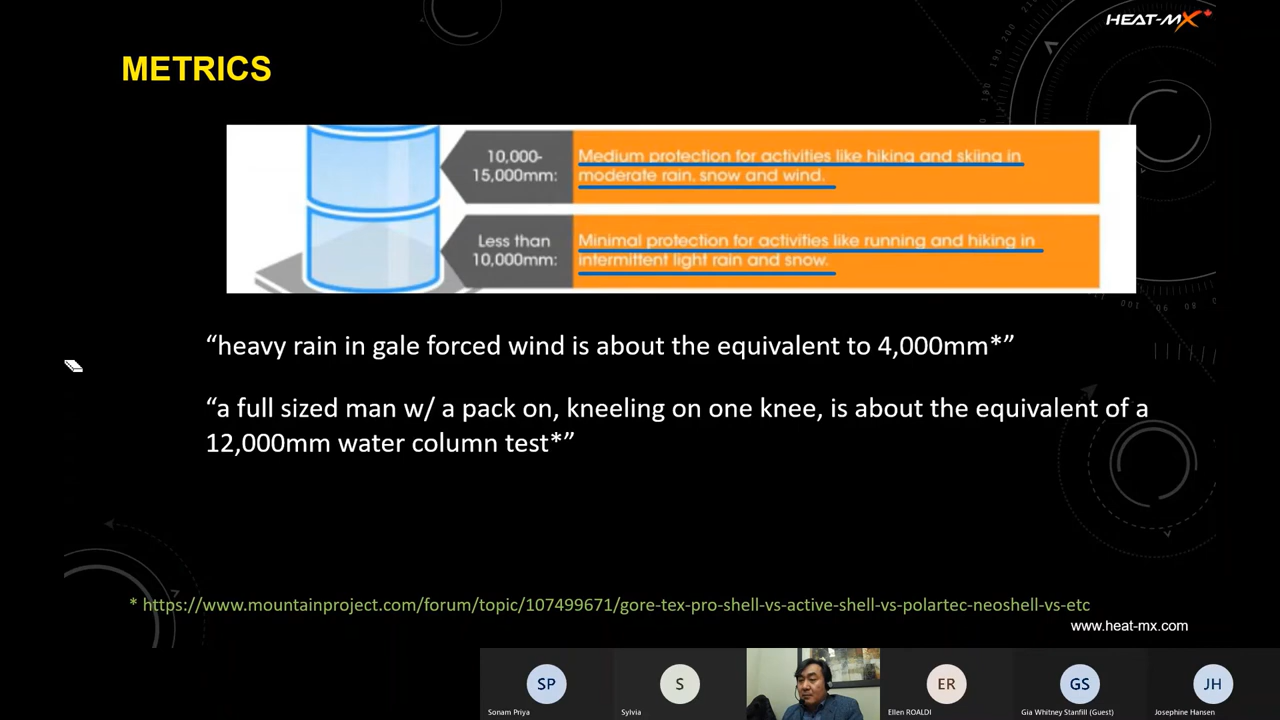 HEAT-MX
METRICS
10,000-
15,000mm:
Medium protection for activities like hiking and skiing in
moderate rain, snow and wind.
Less than
10,000mm:
Minimal protection for activities like running and hiking in
intermittent light rain and snow.
“heavy rain in gale forced wind is about the equivalent to 4,000mm*”
“a full sized man w/ a pack on, kneeling on one knee, is about the equivalent of a
12,000mm water column test*”
* https://www.mountainproject.com/forum/topic/107499671/gore-tex-pro-shell-vs-active-shell-vs-polartec-neoshell-vs-etc
www.heat-mx.com
SP
S
ER
GS
JH
Sonam Priya
Sylvia
Ellen ROALDI
Gia Whitney Stanfill (Guest)
Josephine Hansen